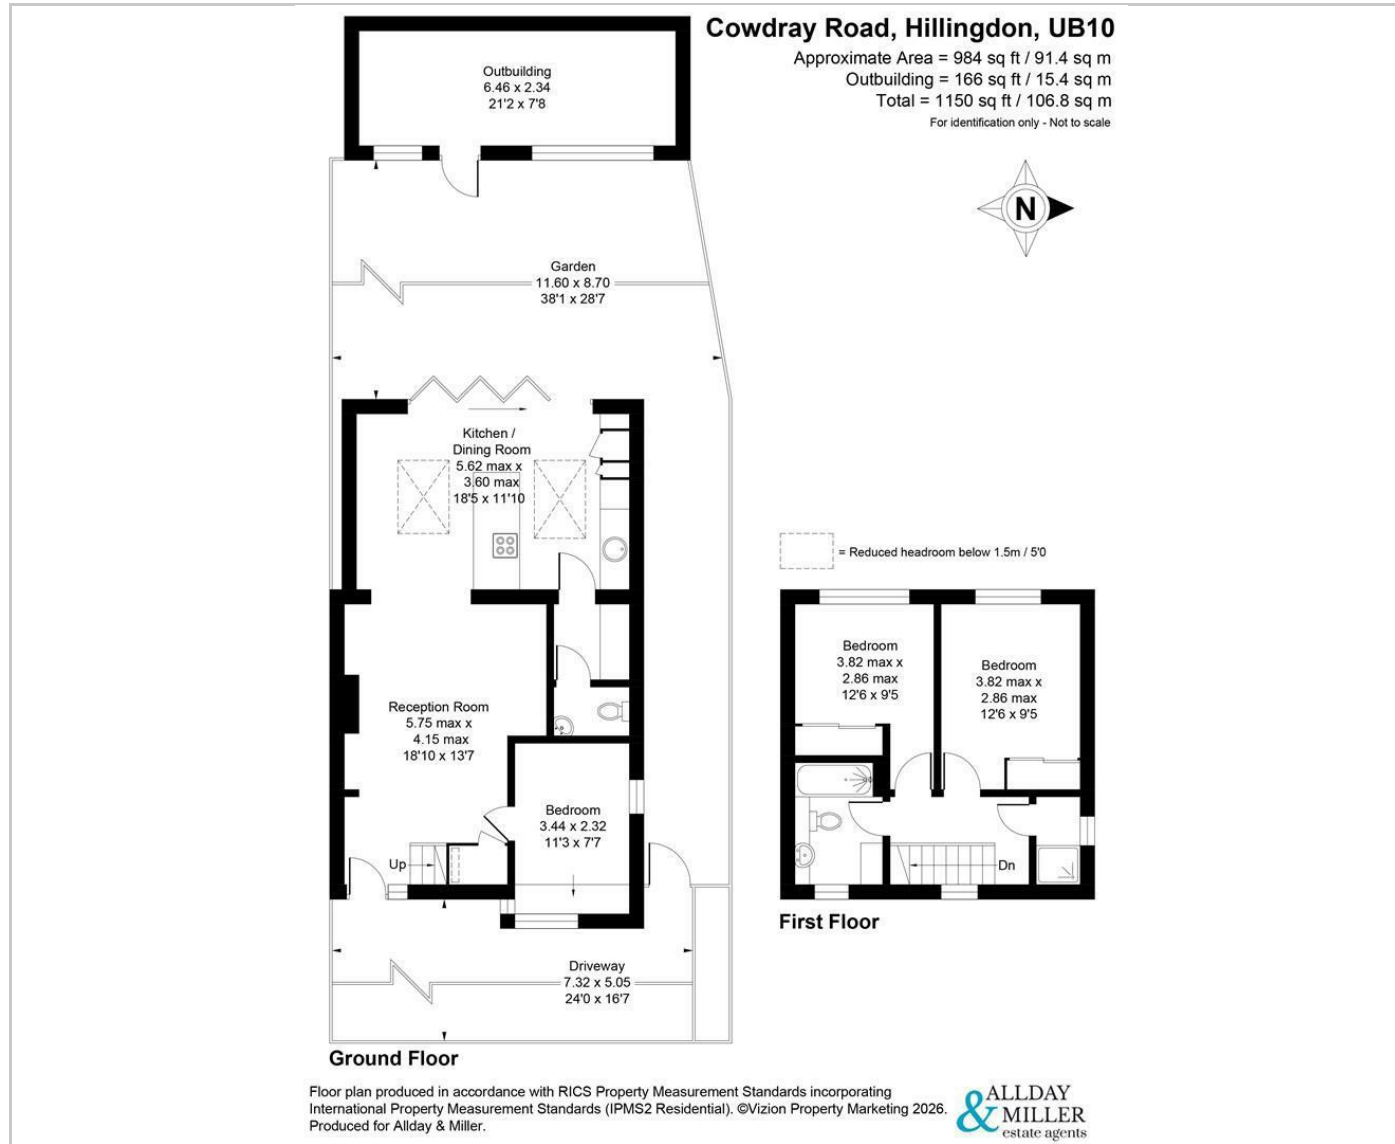 Cowdray Road, Hillingdon, UB10
Approximate Area = 984 sq ft / 91.4 sq m
Outbuilding = 166 sq ft / 15.4 sq m
Total = 1150 sq ft / 106.8 sq m
For identification only - Not to scale
N
Outbuilding
6.46 x 2.34
21'2 x 7'8
Garden
11.60 x 8.70
38'1 x 28'7
Kitchen /
Dining Room
5.62 max x
3.60 max
18'5 x 11'10
Reception Room
5.75 max x
4.15 max
18'10 x 13'7
Bedroom
3.44 x 2.32
11'3 x 7'7
Up
Driveway
7.32 x 5.05
24'0 x 16'7
Ground Floor
= Reduced headroom below 1.5m / 5'0
Bedroom
3.82 max x
2.86 max
12'6 x 9'5
Bedroom
3.82 max x
2.86 max
12'6 x 9'5
Dn
First Floor
Floor plan produced in accordance with RICS Property Measurement Standards incorporating
International Property Measurement Standards (IPMS2 Residential). ©Vizion Property Marketing 2026.
Produced for Allday & Miller.
ALLDAY
& MILLER
estate agents